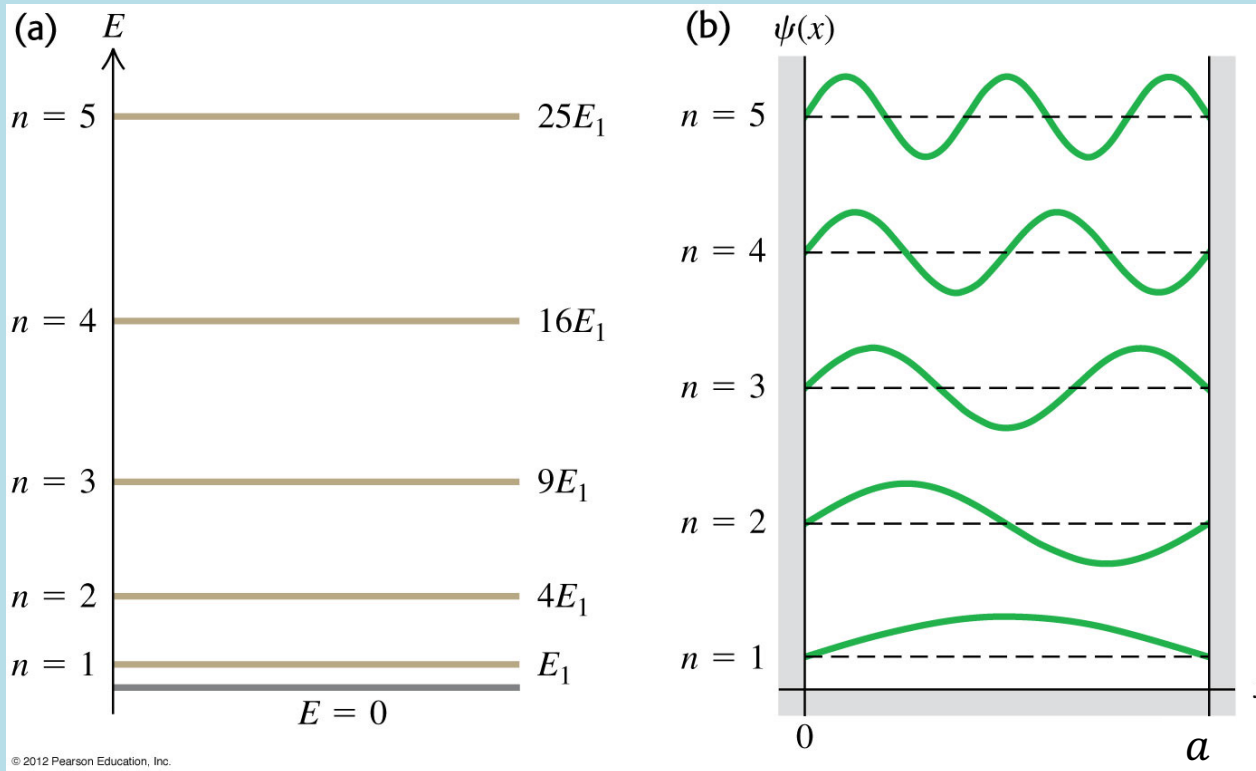 (a)
E
n = 5 25E₁
n = 4 16E₁
n = 3 9E₁
n = 2 4E₁
n = 1 E₁
E = 0
© 2012 Pearson Education, Inc.
(b)
ψ(x)
n = 5
n = 4
n = 3
n = 2
n = 1
0 a